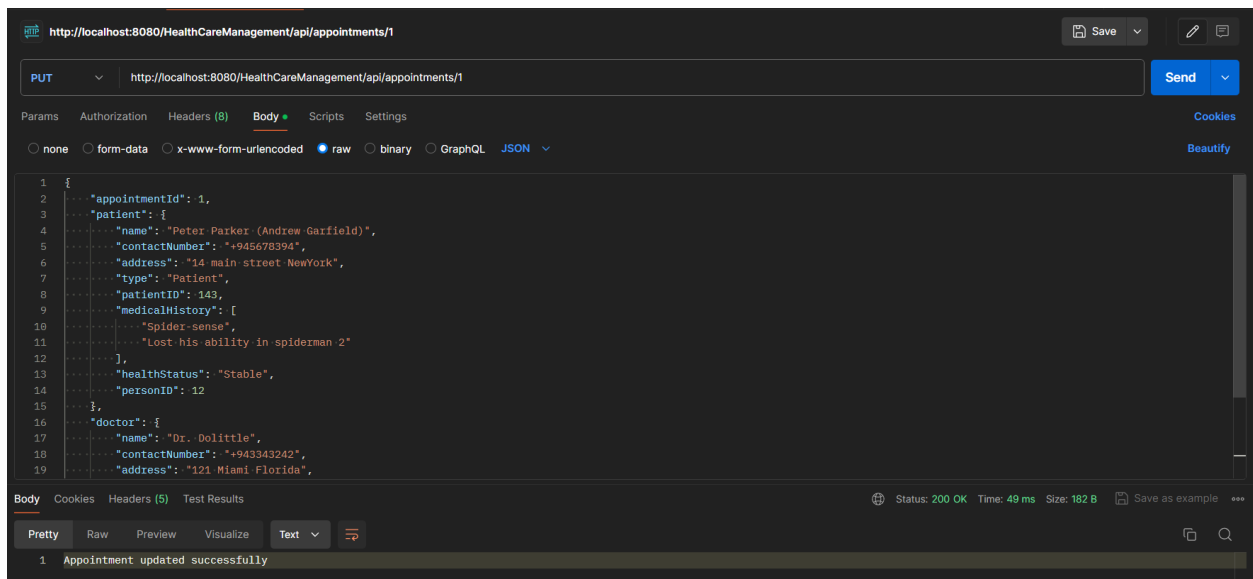 HTTP http://localhost:8080/HealthCareManagement/api/appointments/1 Save
PUT http://localhost:8080/HealthCareManagement/api/appointments/1 Send
Params Authorization Headers (8) Body Scripts Settings Cookies
none form-data x-www-form-urlencoded raw binary GraphQL JSON Beautify
1 {
2 "appointmentId": 1,
3 "patient": {
4 "name": "Peter Parker (Andrew Garfield)",
5 "contactNumber": "+945678394",
6 "address": "14 main street NewYork",
7 "type": "Patient",
8 "patientID": 143,
9 "medicalHistory": [
10 "Spider-sense",
11 "Lost his ability in spiderman 2"
12 ],
13 "healthStatus": "Stable",
14 "personID": 12
15 },
16 "doctor": {
17 "name": "Dr. Dolittle",
18 "contactNumber": "+943343242",
19 "address": "121 Miami Florida",
Body Cookies Headers (5) Test Results Status: 200 OK Time: 49 ms Size: 182 B Save as example
Pretty Raw Preview Visualize Text
1 Appointment updated successfully